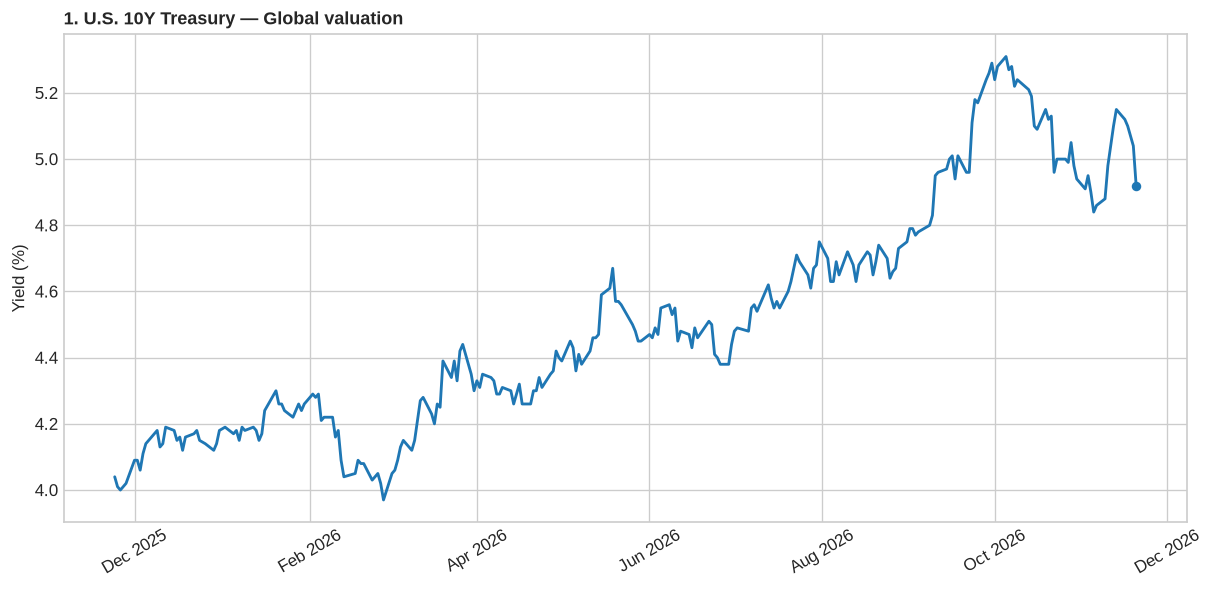 1. U.S. 10Y Treasury — Global valuation
Yield (%)
5.2
5.0
4.8
4.6
4.4
4.2
4.0
Dec 2025
Feb 2026
Apr 2026
Jun 2026
Aug 2026
Oct 2026
Dec 2026